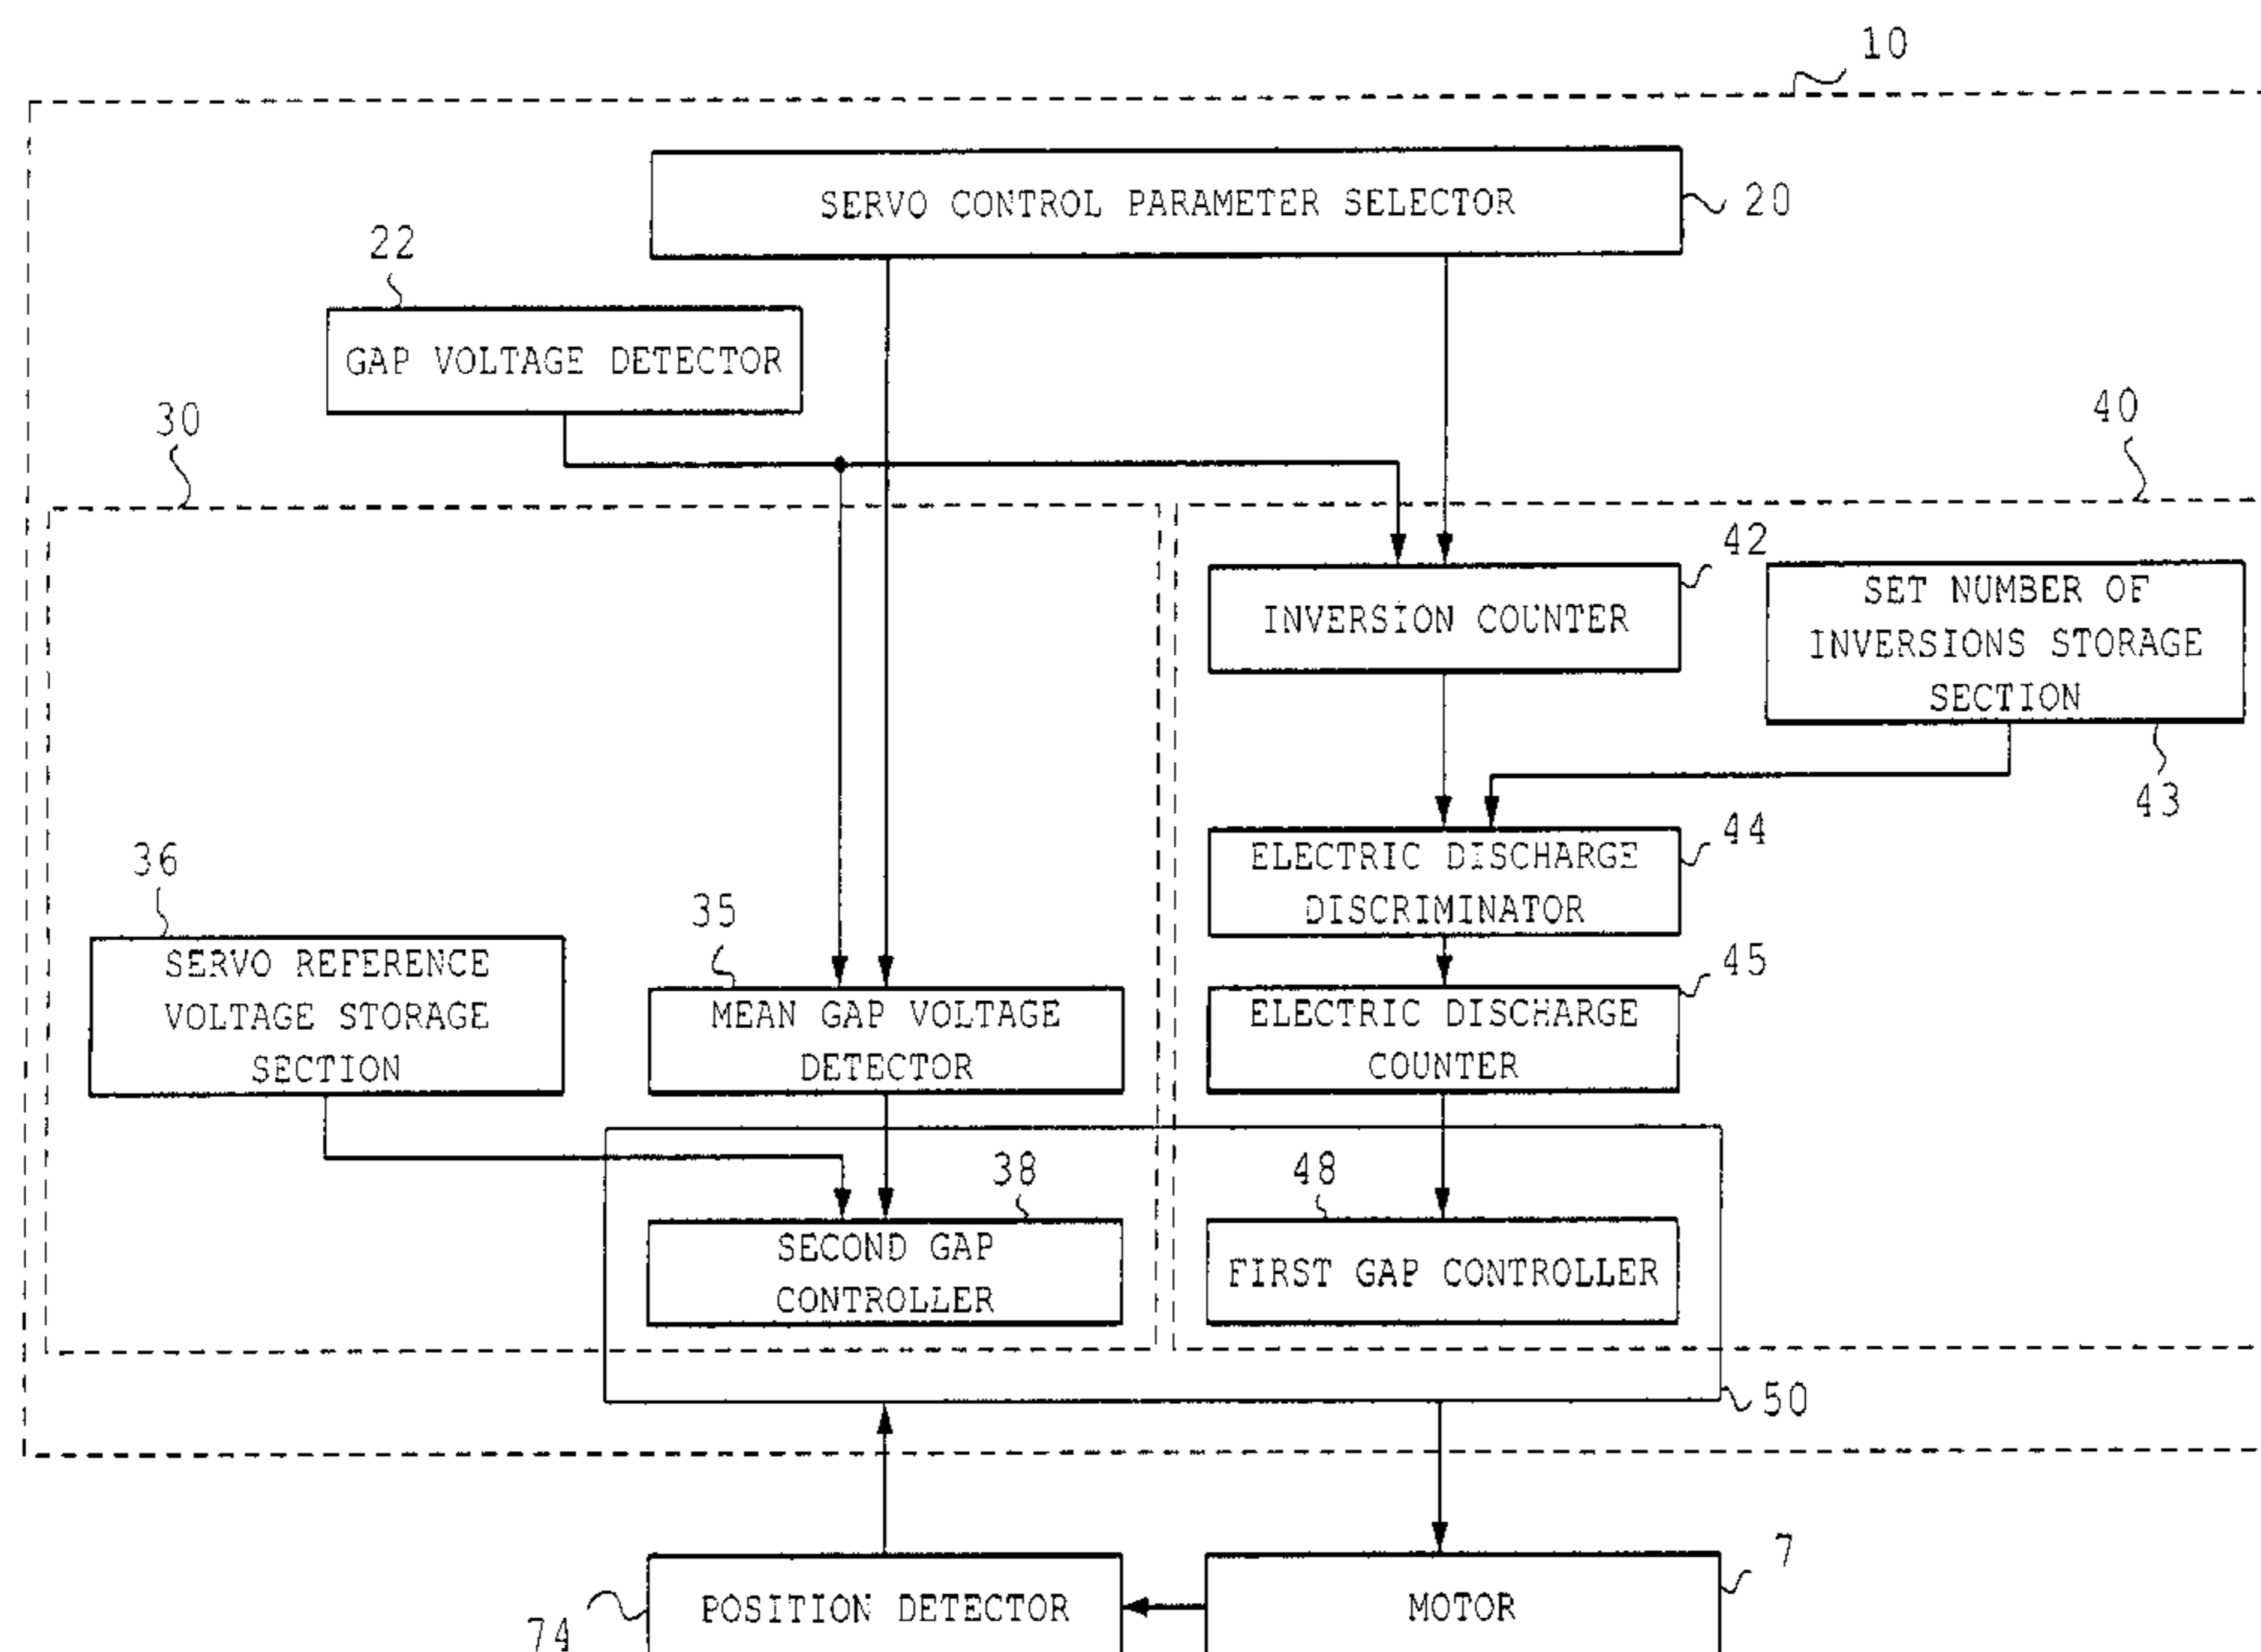 10
SERVO CONTROL PARAMETER SELECTOR
20
22
GAP VOLTAGE DETECTOR
30
40
42
INVERSION COUNTER
SET NUMBER OF
INVERSIONS STORAGE
SECTION
43
44
ELECTRIC DISCHARGE
DISCRIMINATOR
36
SERVO REFERENCE
VOLTAGE STORAGE
SECTION
35
MEAN GAP VOLTAGE
DETECTOR
45
ELECTRIC DISCHARGE
COUNTER
38
SECOND GAP
CONTROLLER
48
FIRST GAP CONTROLLER
50
74
POSITION DETECTOR
7
MOTOR